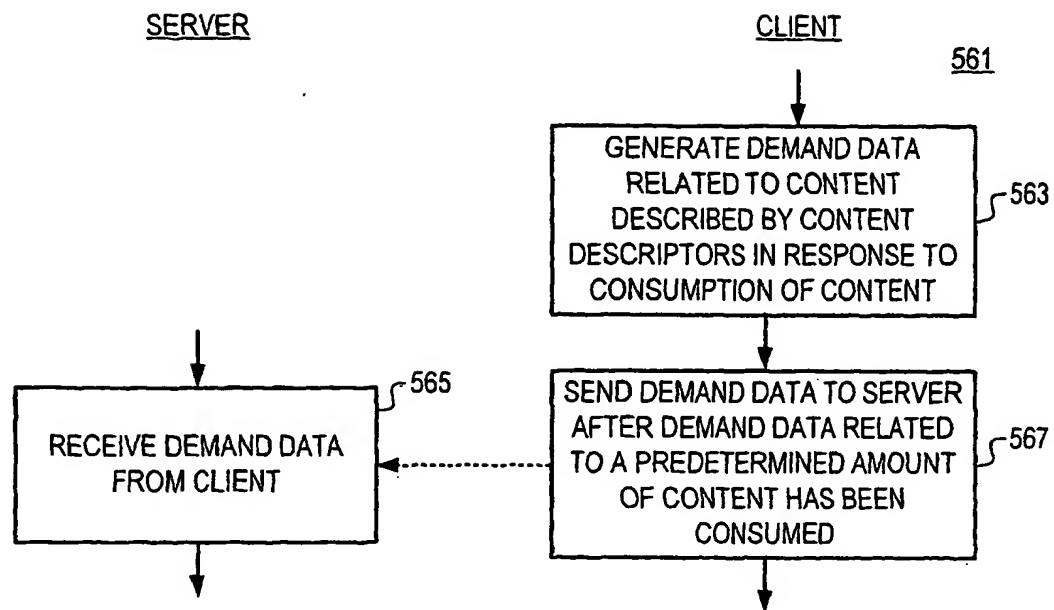 SERVER
CLIENT
561
GENERATE DEMAND DATA
RELATED TO CONTENT
DESCRIBED BY CONTENT
DESCRIPTORS IN RESPONSE TO
CONSUMPTION OF CONTENT
563
RECEIVE DEMAND DATA
FROM CLIENT
565
SEND DEMAND DATA TO SERVER
AFTER DEMAND DATA RELATED
TO A PREDETERMINED AMOUNT
OF CONTENT HAS BEEN
CONSUMED
567